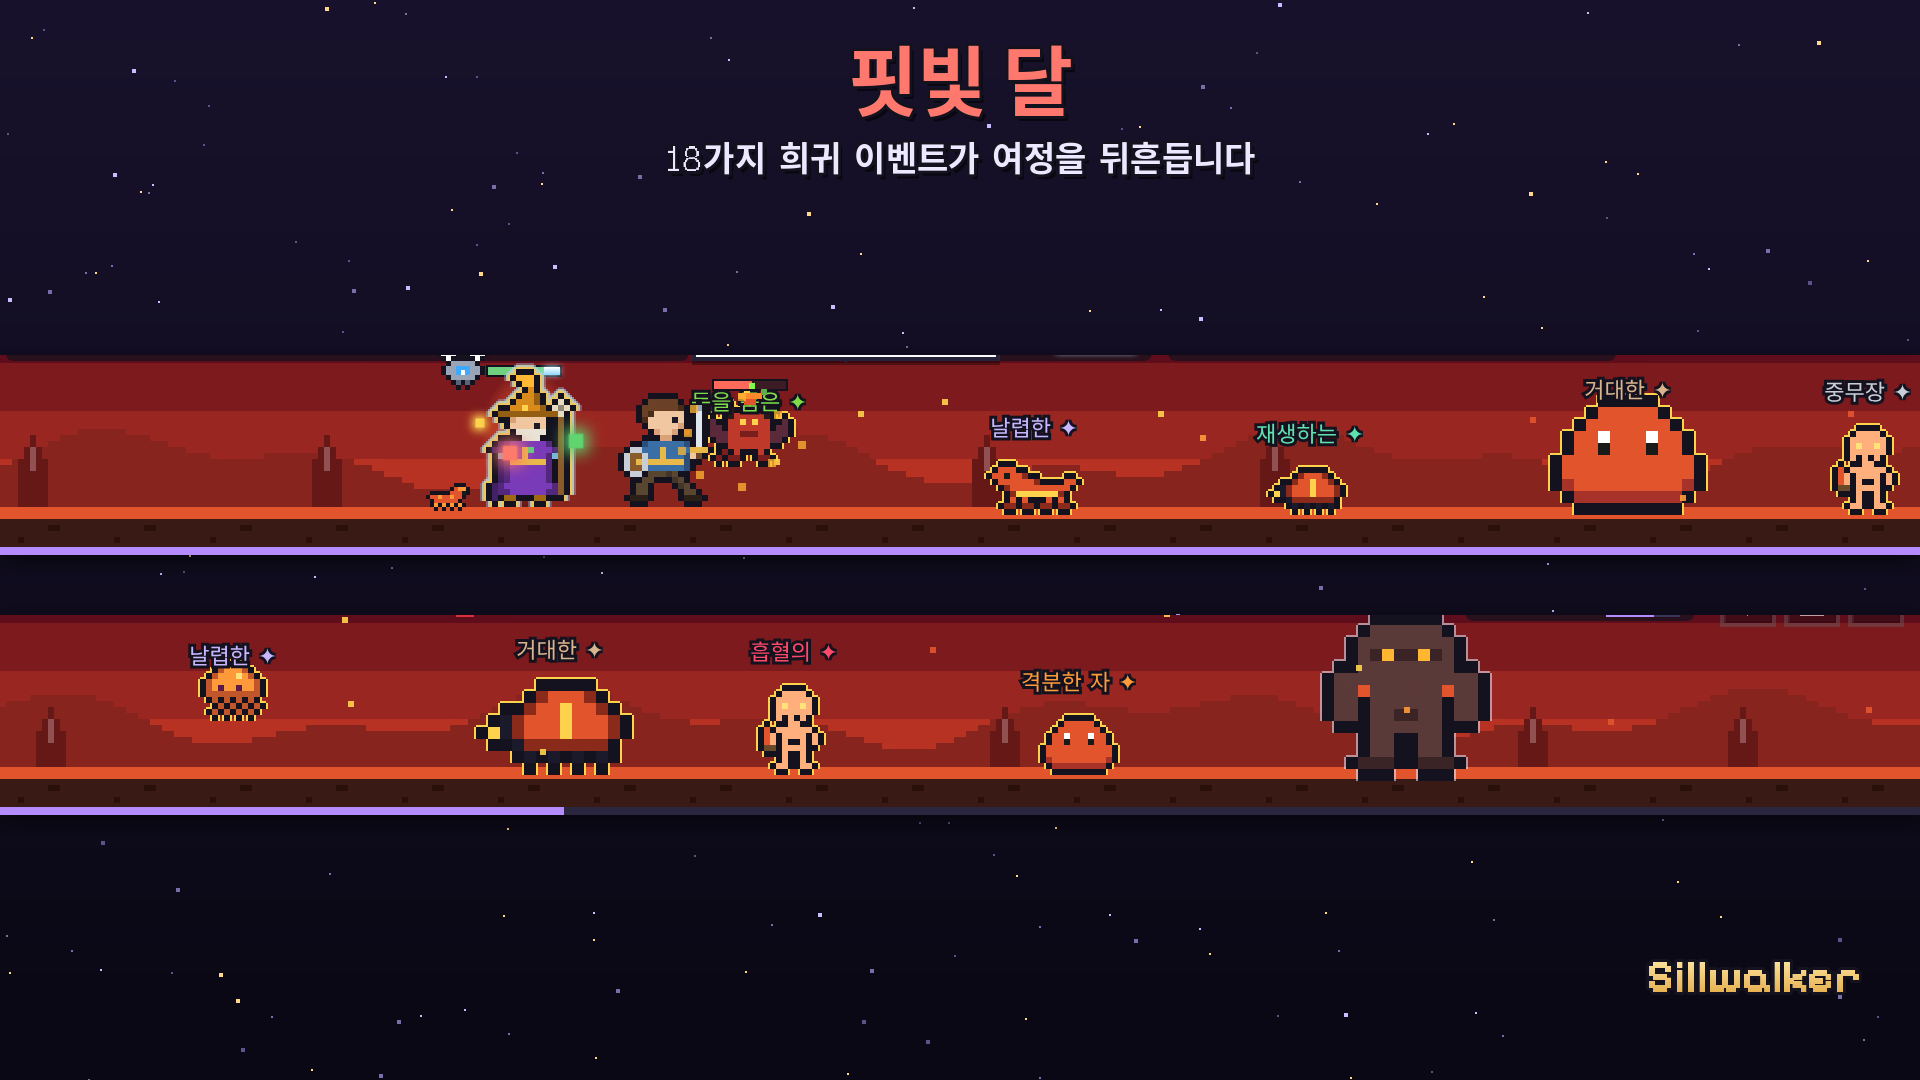 핏빛 달
18가지 희귀 이벤트가 여정을 뒤흔듭니다
거대한 ✦
중무장 ✦
날렵한 ✦
재생하는 ✦
날렵한 ✦
거대한 ✦
흡혈의 ✦
격분한 자 ✦
Sillwalker